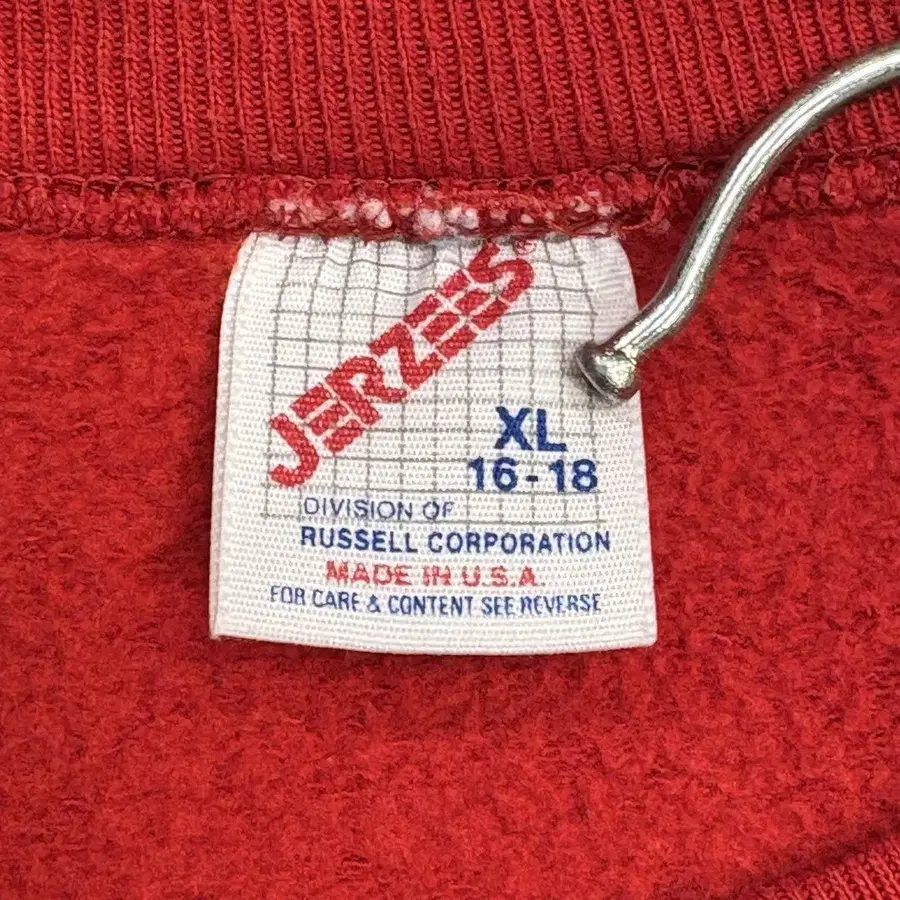 JERZEES®
XL
16-18
DIVISION OF
RUSSELL CORPORATION
MADE IN U.S.A
FOR CARE & CONTENT SEE REVERSE